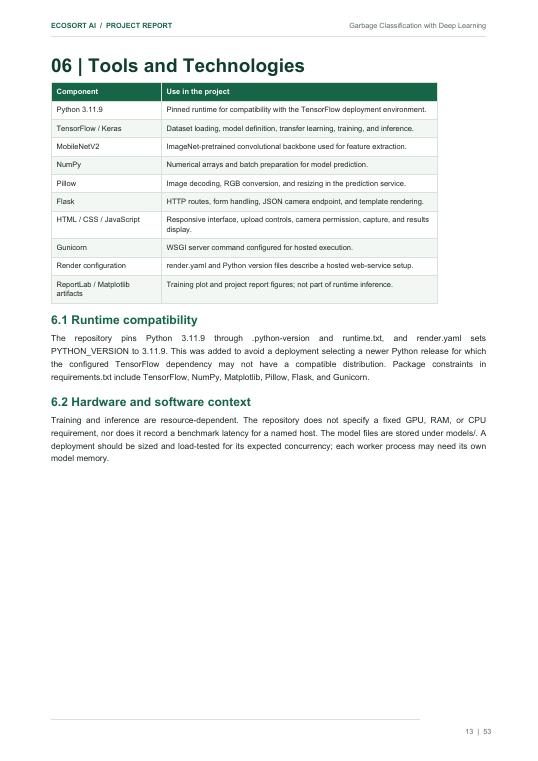 ECOSORT AI / PROJECT REPORT
Garbage Classification with Deep Learning
06 | Tools and Technologies
Component
Use in the project
Python 3.11.9
Pinned runtime for compatibility with the TensorFlow deployment environment.
TensorFlow / Keras
Dataset loading, model definition, transfer learning, training, and inference.
MobileNetV2
ImageNet-pretrained convolutional backbone used for feature extraction.
NumPy
Numerical arrays and batch preparation for model prediction.
Pillow
Image decoding, RGB conversion, and resizing in the prediction service.
Flask
HTTP routes, form handling, JSON camera endpoint, and template rendering.
HTML / CSS / JavaScript
Responsive interface, upload controls, camera permission, capture, and results
display.
Gunicorn
WSGI server command configured for hosted execution.
Render configuration
render.yaml and Python version files describe a hosted web-service setup.
ReportLab / Matplotlib
artifacts
Training plot and project report figures; not part of runtime inference.
6.1 Runtime compatibility
The repository pins Python 3.11.9 through .python-version and runtime.txt, and render.yaml sets
PYTHON_VERSION to 3.11.9. This was added to avoid a deployment selecting a newer Python release for which
the configured TensorFlow dependency may not have a compatible distribution. Package constraints in
requirements.txt include TensorFlow, NumPy, Matplotlib, Pillow, Flask, and Gunicorn.
6.2 Hardware and software context
Training and inference are resource-dependent. The repository does not specify a fixed GPU, RAM, or CPU
requirement, nor does it record a benchmark latency for a named host. The model files are stored under models/. A
deployment should be sized and load-tested for its expected concurrency; each worker process may need its own
model memory.
13 | 53